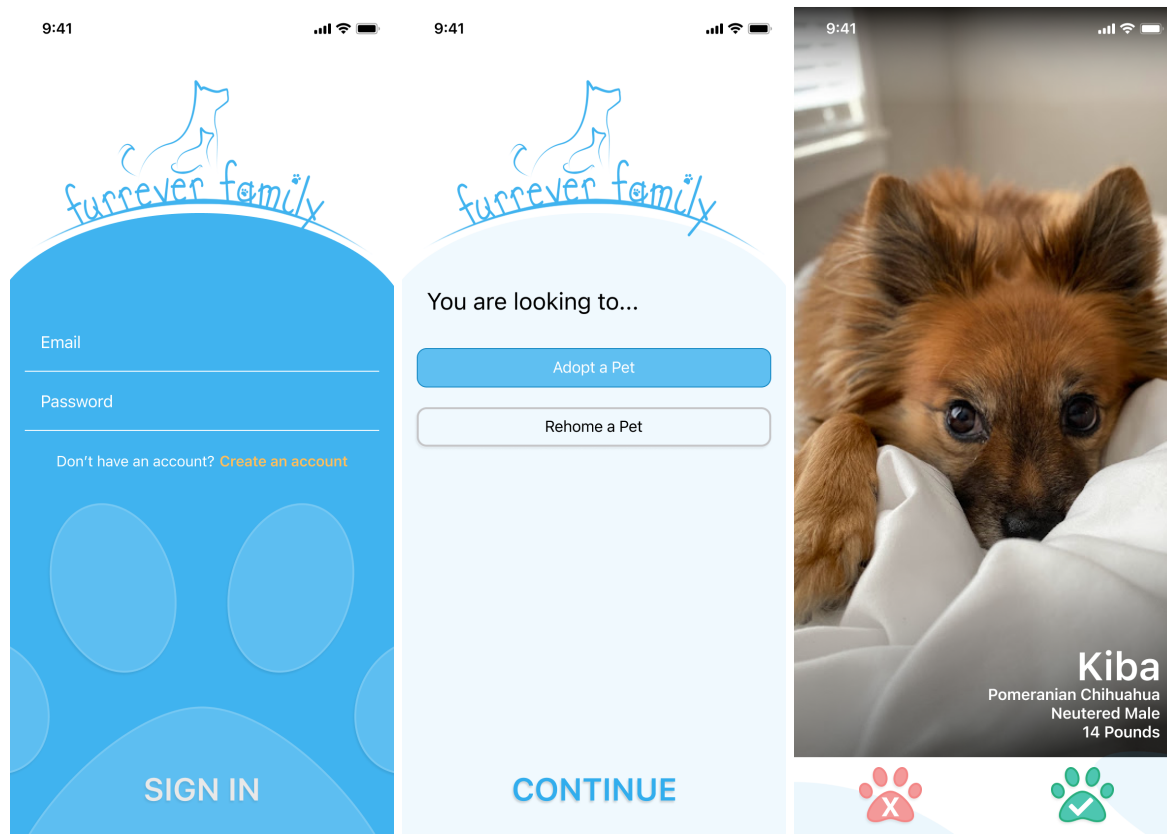 9:41
furrever family
Email
Password
Don't have an account? Create an account
SIGN IN
9:41
furrever family
You are looking to...
Adopt a Pet
Rehome a Pet
CONTINUE
9:41
Kiba
Pomeranian Chihuahua
Neutered Male
14 Pounds
X